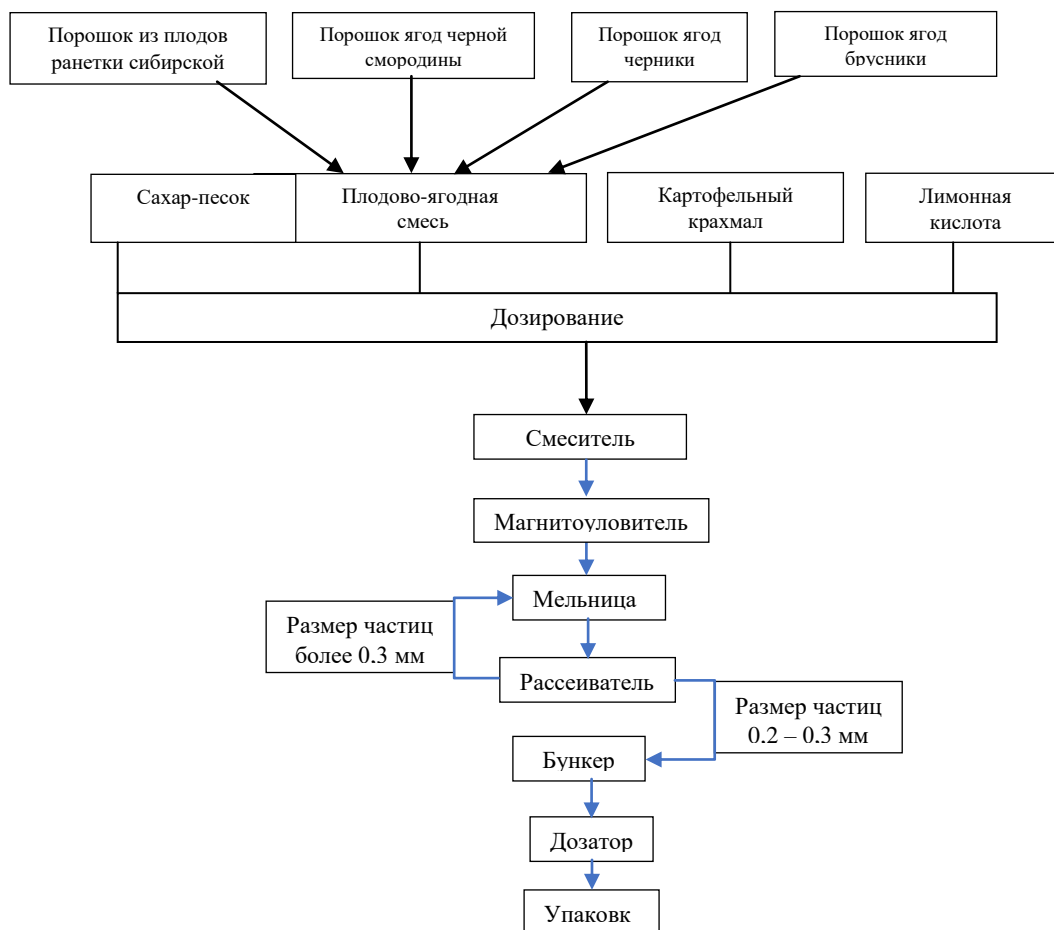 Порошок из плодов
ранетки сибирской
Порошок ягод черной
смородины
Порошок ягод
черники
Порошок ягод
брусники
Сахар-песок
Плодово-ягодная
смесь
Картофельный
крахмал
Лимонная
кислота
Дозирование
Смеситель
Магнитоуловитель
Мельница
Размер частиц
более 0.3 мм
Рассеиватель
Размер частиц
0.2 – 0.3 мм
Бункер
Дозатор
Упаковк